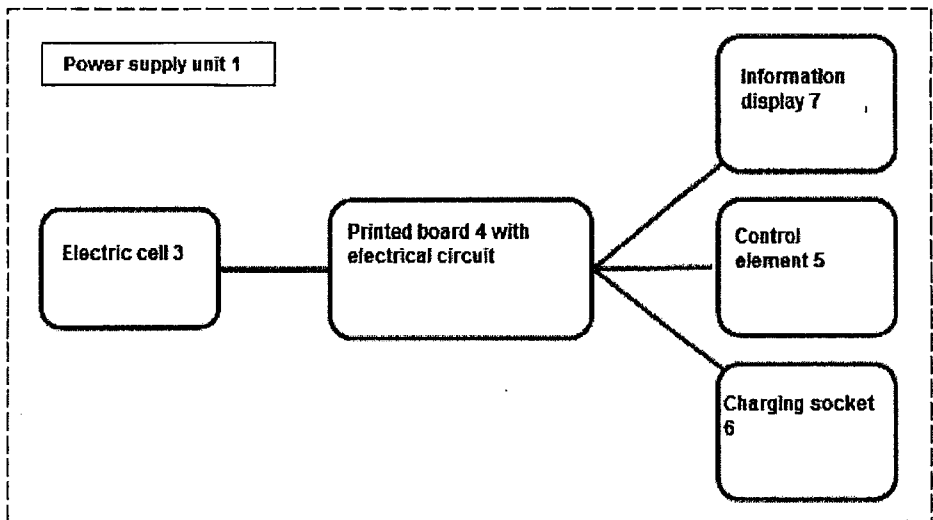 Power supply unit 1
Information
display 7
Electric cell 3
Printed board 4 with
electrical circuit
Control
element 5
Charging socket
6